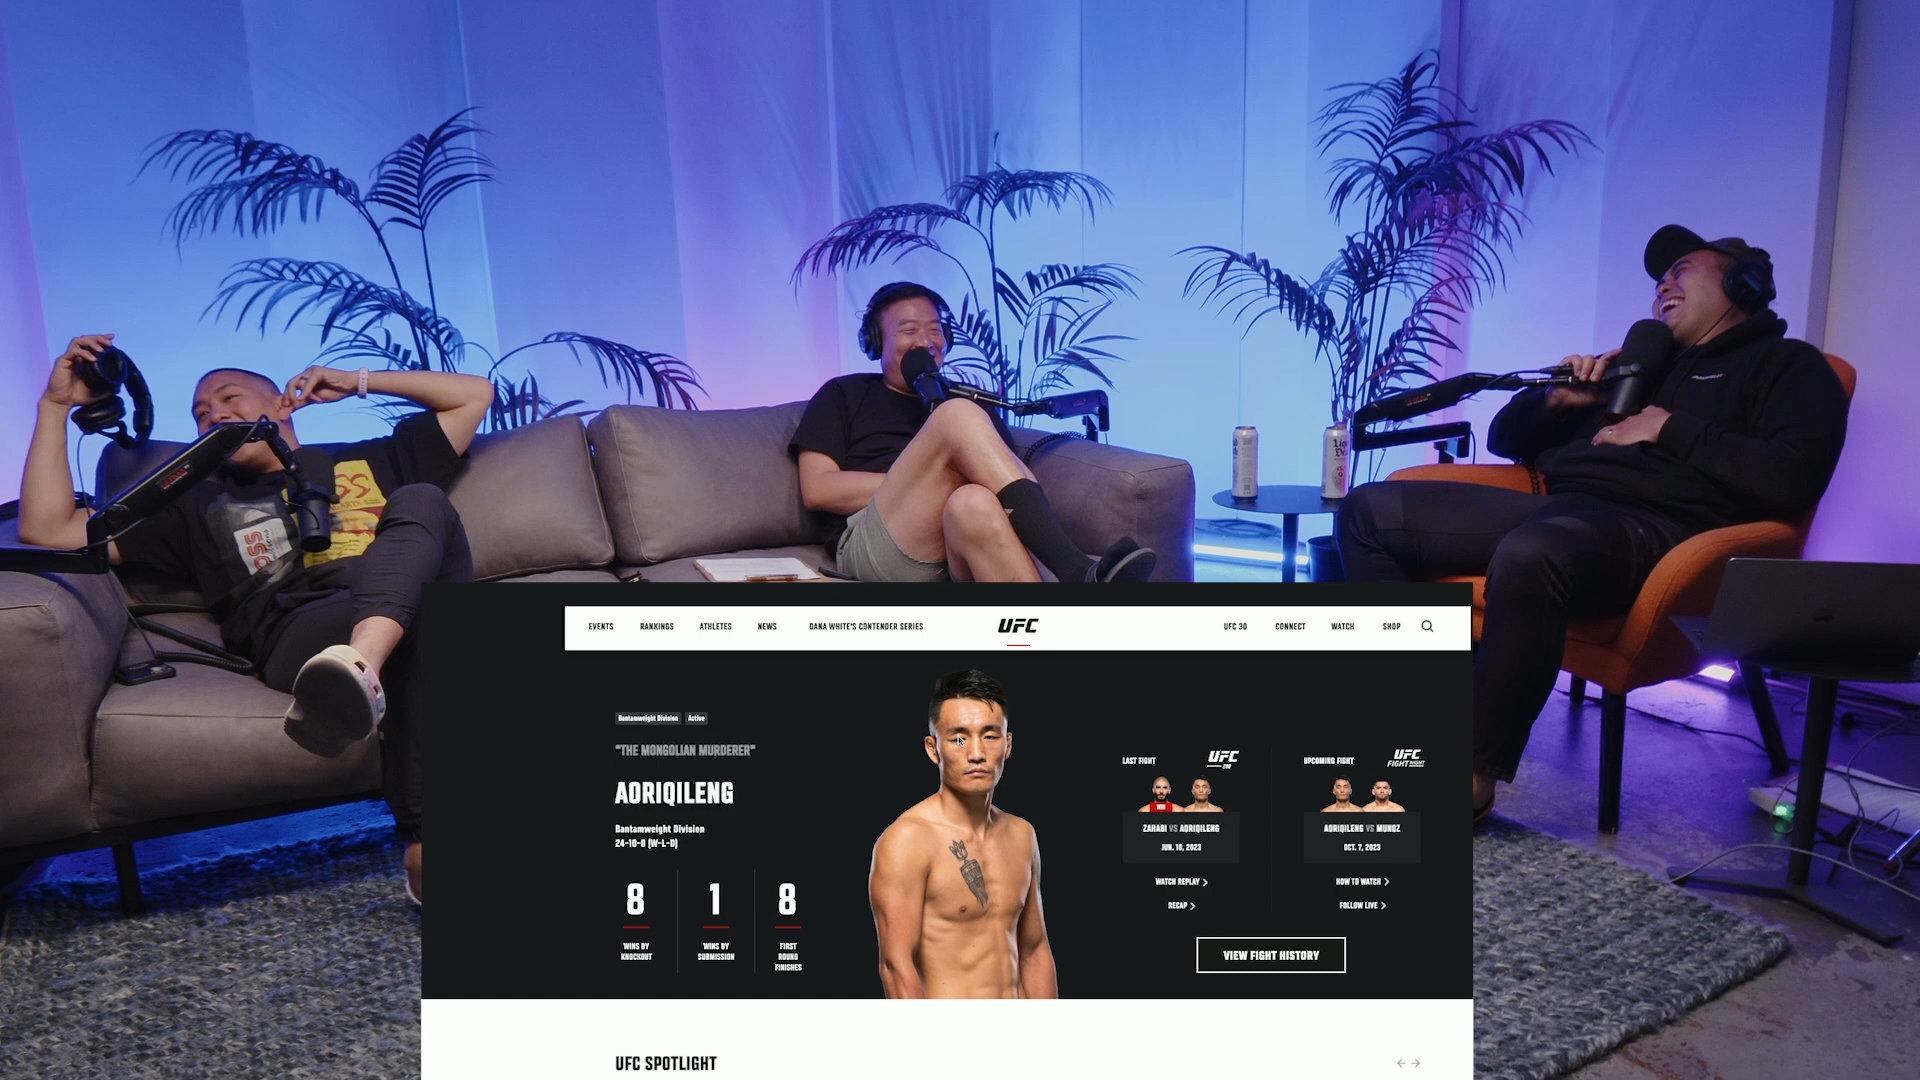 EVENTS RANKINGS ATHLETES NEWS DANA WHITE'S CONTENDER SERIES UFC UFC 30 CONNECT WATCH SHOP
Bantamweight Division Active
"THE MONGOLIAN MURDERER"
AORIQILENG
Bantamweight Division
24-10-0 (W-L-D)
8
WINS BY
KNOCKOUT
1
WINS BY
SUBMISSION
8
FIRST
ROUND
FINISHES
LAST FIGHT
UFC
WIN
ZAHABI VS AORIQILENG
JUN. 10, 2023
WATCH REPLAY
RECAP
UPCOMING FIGHT
UFC
FIGHT NIGHT
AORIQILENG VS MUNOZ
OCT. 7, 2023
HOW TO WATCH
FOLLOW LIVE
VIEW FIGHT HISTORY
UFC SPOTLIGHT